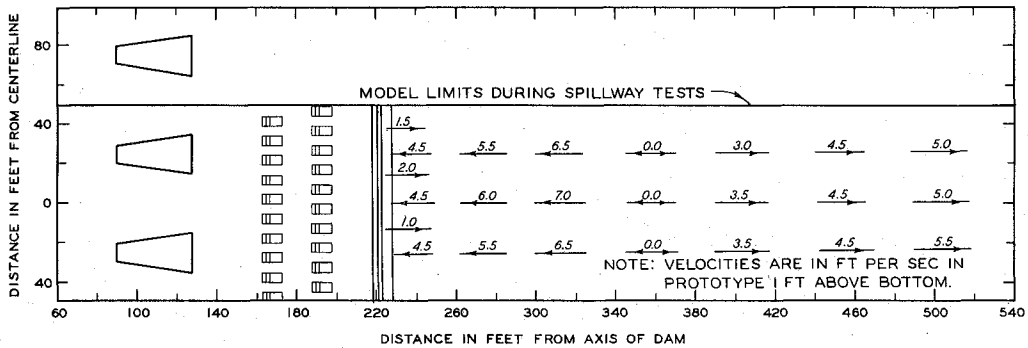 DISTANCE IN FEET FROM CENTERLINE
80
40
0
40
MODEL LIMITS DURING SPILLWAY TESTS
1.5
4.5 5.5 6.5 0.0 3.0 4.5 5.0
2.0
4.5 6.0 7.0 0.0 3.5 4.5 5.0
1.0
4.5 5.5 6.5 0.0 3.5 4.5 5.5
NOTE: VELOCITIES ARE IN FT PER SEC IN
PROTOTYPE 1 FT ABOVE BOTTOM.
60 100 140 180 220 260 300 340 380 420 460 500 540
DISTANCE IN FEET FROM AXIS OF DAM